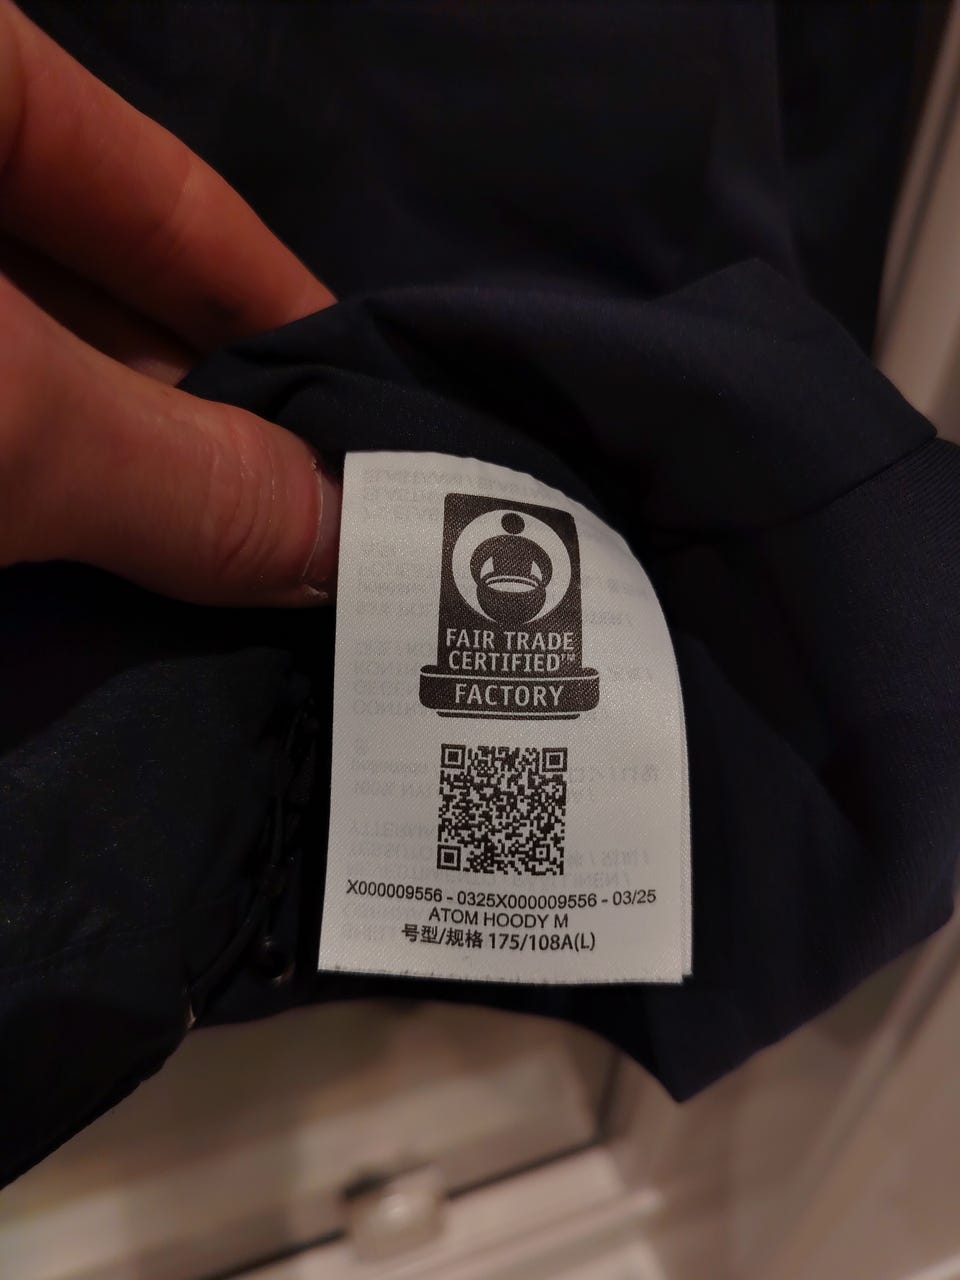 FAIR TRADE
CERTIFIED™
FACTORY
X000009556 - 0325X000009556 - 03/25
ATOM HOODY M
号型/规格 175/108A(L)